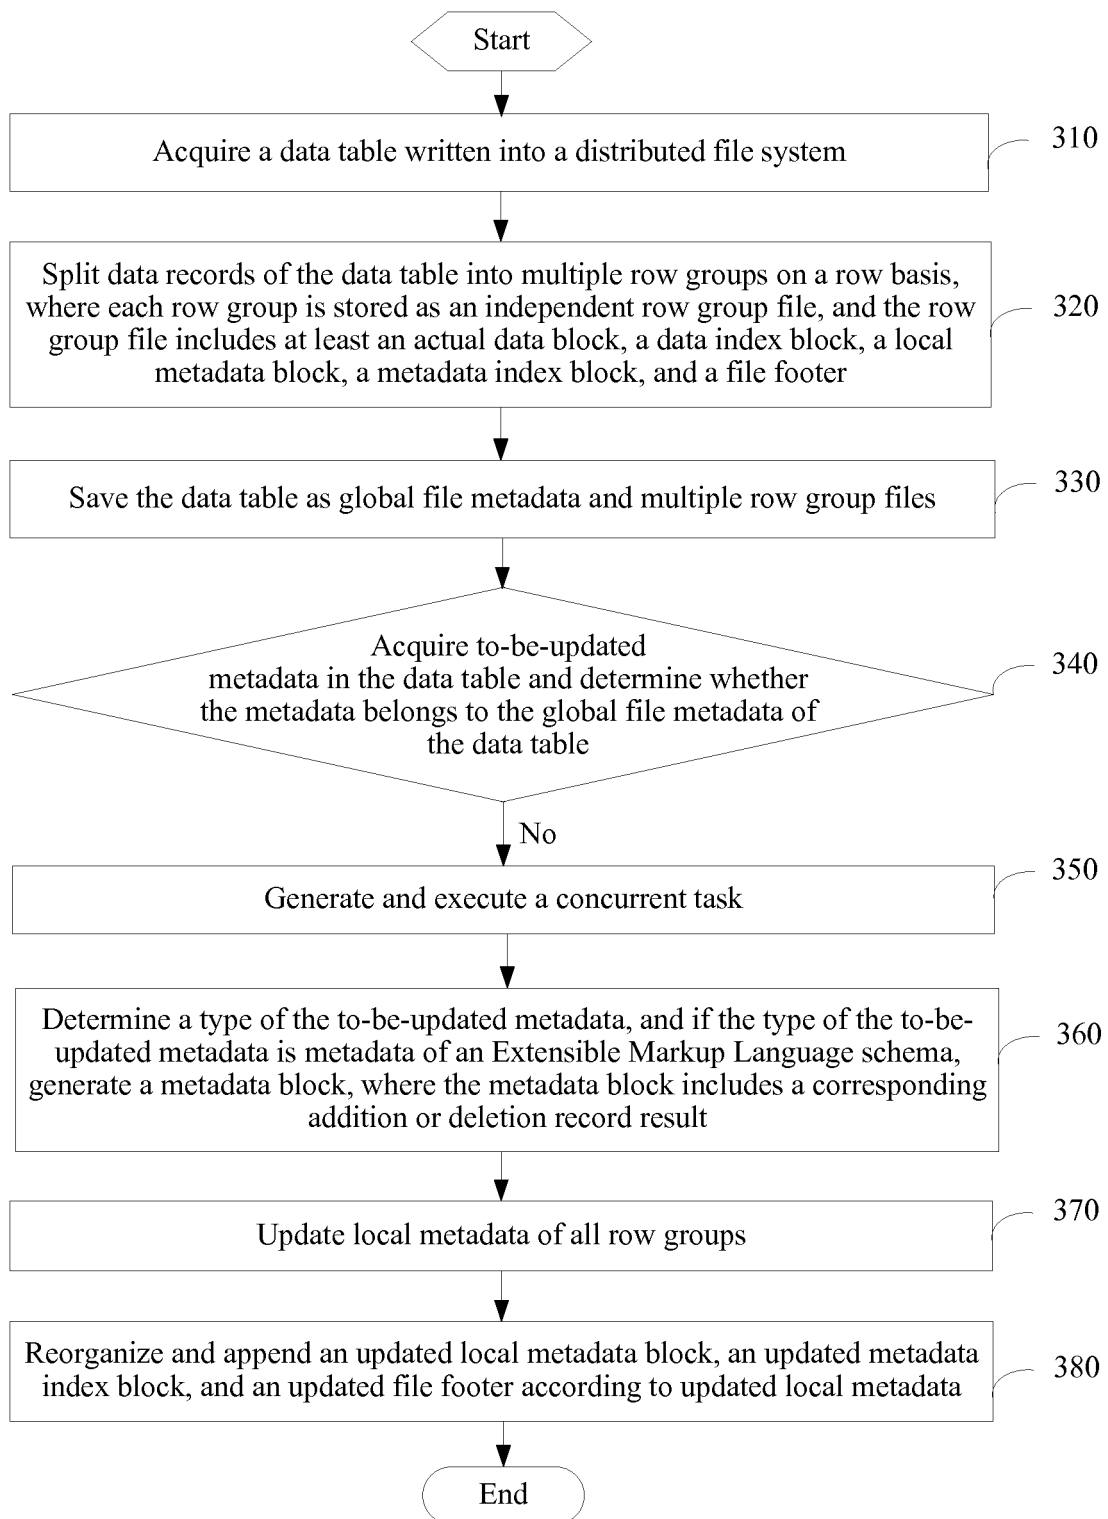 Start
Acquire a data table written into a distributed file system
310
Split data records of the data table into multiple row groups on a row basis,
where each row group is stored as an independent row group file, and the row
group file includes at least an actual data block, a data index block, a local
metadata block, a metadata index block, and a file footer
320
Save the data table as global file metadata and multiple row group files
330
Acquire to-be-updated
metadata in the data table and determine whether
the metadata belongs to the global file metadata of
the data table
340
No
Generate and execute a concurrent task
350
Determine a type of the to-be-updated metadata, and if the type of the to-be-
updated metadata is metadata of an Extensible Markup Language schema,
generate a metadata block, where the metadata block includes a corresponding
addition or deletion record result
360
Update local metadata of all row groups
370
Reorganize and append an updated local metadata block, an updated metadata
index block, and an updated file footer according to updated local metadata
380
End